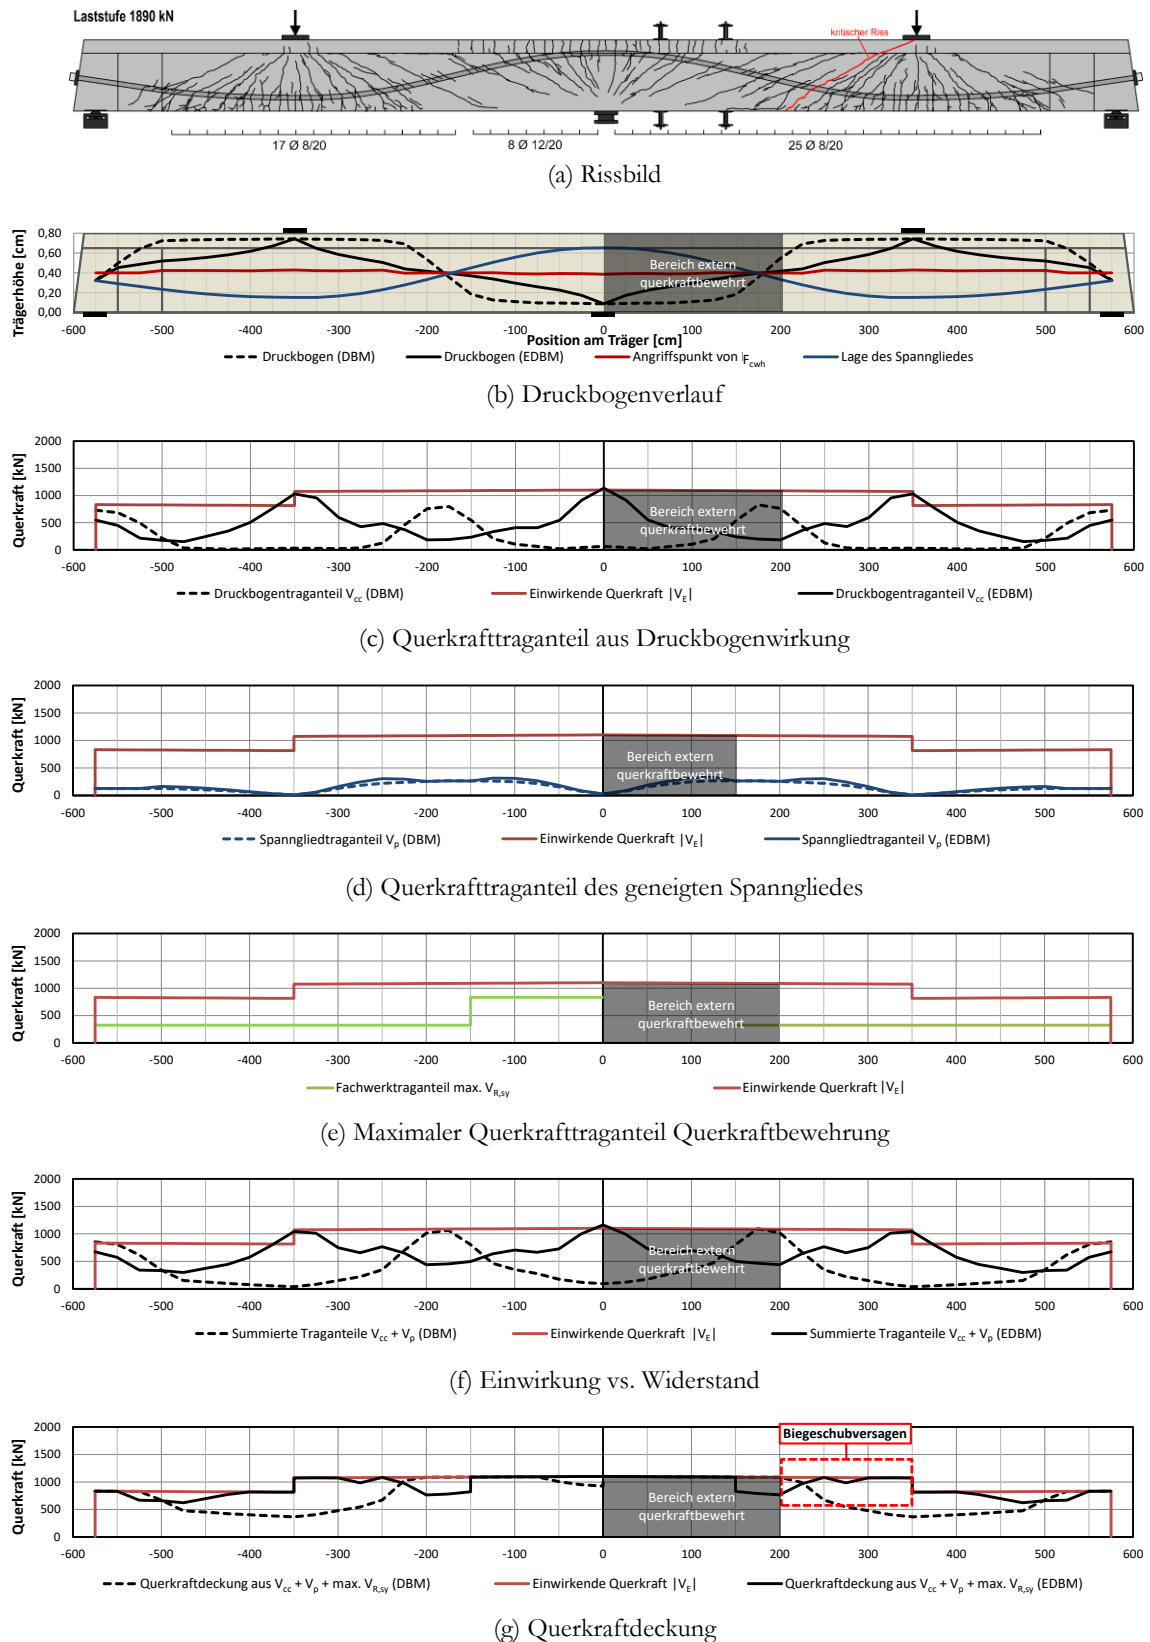 Laststufe 1890 kN
kritischer Riss
17 Ø 8/20
8 Ø 12/20
25 Ø 8/20
(a) Rissbild
Trägerhöhe [cm]
0,80
0,60
0,40
0,20
0,00
Bereich extern
querkraftbewehrt
-600 -500 -400 -300 -200 -100 0 100 200 300 400 500 600
Position am Träger [cm]
Druckbogen (DBM) Druckbogen (EDBM) Angriffspunkt von F_cwh Lage des Spanngliedes
(b) Druckbogenverlauf
Querkraft [kN]
2000
1500
1000
500
0
Bereich extern
querkraftbewehrt
-600 -500 -400 -300 -200 -100 0 100 200 300 400 500 600
Druckbogentraganteil V_cc (DBM) Einwirkende Querkraft |V_E| Druckbogentraganteil V_cc (EDBM)
(c) Querkrafttraganteil aus Druckbogenwirkung
Querkraft [kN]
2000
1500
1000
500
0
Bereich extern
querkraftbewehrt
-600 -500 -400 -300 -200 -100 0 100 200 300 400 500 600
Spanngliedtraganteil V_p (DBM) Einwirkende Querkraft |V_E| Spanngliedtraganteil V_p (EDBM)
(d) Querkrafttraganteil des geneigten Spanngliedes
Querkraft [kN]
2000
1500
1000
500
0
Bereich extern
querkraftbewehrt
-600 -500 -400 -300 -200 -100 0 100 200 300 400 500 600
Fachwerktraganteil max. V_R,sy Einwirkende Querkraft |V_E|
(e) Maximaler Querkrafttraganteil Querkraftbewehrung
Querkraft [kN]
2000
1500
1000
500
0
Bereich extern
querkraftbewehrt
-600 -500 -400 -300 -200 -100 0 100 200 300 400 500 600
Summierte Traganteile V_cc + V_p (DBM) Einwirkende Querkraft |V_E| Summierte Traganteile V_cc + V_p (EDBM)
(f) Einwirkung vs. Widerstand
Querkraft [kN]
2000
1500
1000
500
0
Biegeschubversagen
Bereich extern
querkraftbewehrt
-600 -500 -400 -300 -200 -100 0 100 200 300 400 500 600
Querkraftdeckung aus V_cc + V_p + max. V_R,sy (DBM) Einwirkende Querkraft |V_E| Querkraftdeckung aus V_cc + V_p + max. V_R,sy (EDBM)
(g) Querkraftdeckung